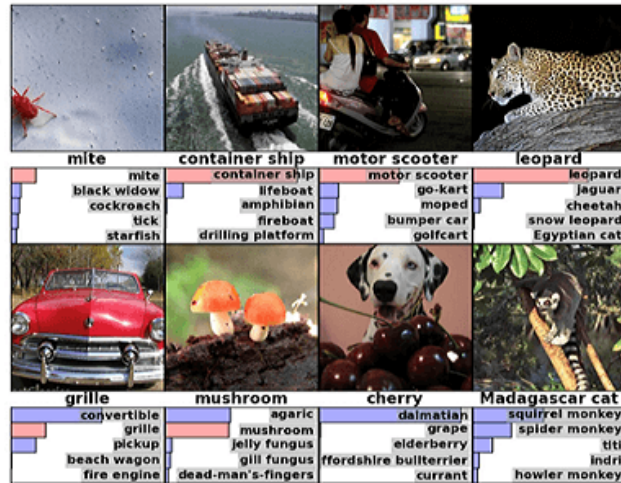 mite
container ship
motor scooter
leopard
mite
black widow
cockroach
tick
starfish
container ship
lifeboat
amphibian
fireboat
drilling platform
motor scooter
go-kart
moped
bumper car
golfcart
leopard
jaguar
cheetah
snow leopard
Egyptian cat
grille
mushroom
cherry
Madagascar cat
convertible
grille
pickup
beach wagon
fire engine
agaric
mushroom
jelly fungus
gill fungus
dead-man's-fingers
dalmatian
grape
elderberry
ffordshire bullterrier
currant
squirrel monkey
spider monkey
titi
indri
howler monkey